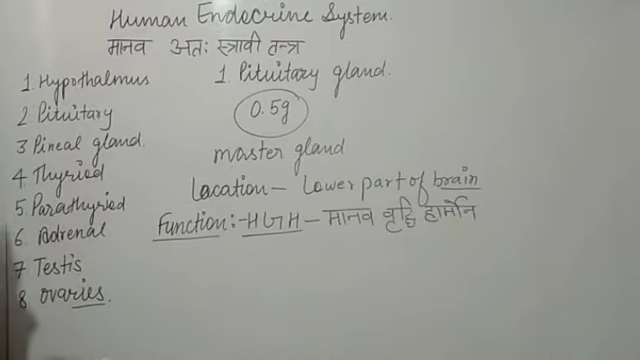 Human Endocrine System.
मानव अतः स्त्रावी तन्त्र
1. Hypothalmus
2 Pituitary
3 Pineal gland.
4. Thyried
5. Parathyried
6. Adrenal
7 Testis
8 ovaries.
1. Pituitary gland.
0.5g
master gland
Location - Lower part of brain
Function:- HGH - मानव वृद्धि हार्मोन